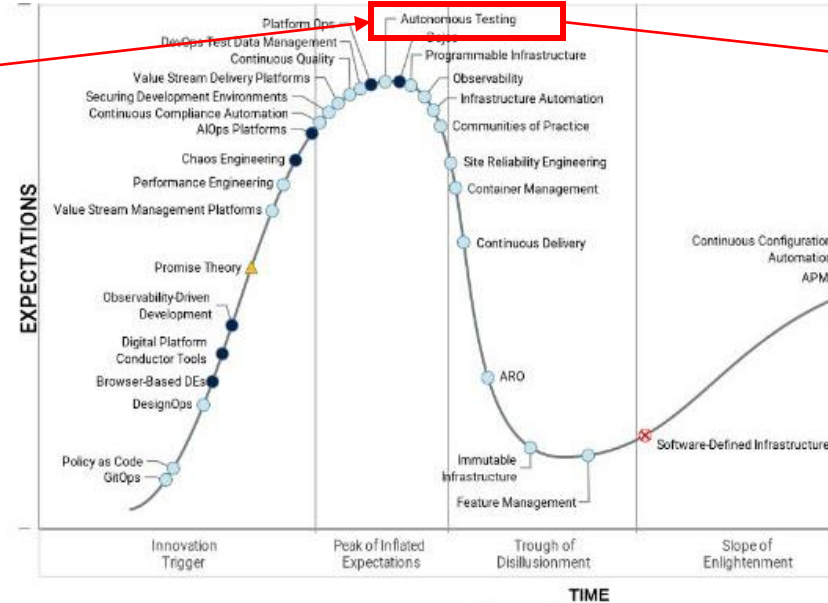 Autonomous Testing
Platform Ops
DevOps Test Data Management
Continuous Quality
Value Stream Delivery Platforms
Securing Development Environments
Continuous Compliance Automation
AIOps Platforms
Chaos Engineering
Performance Engineering
Value Stream Management Platforms
Promise Theory
Observability-Driven
Development
Digital Platform
Conductor Tools
Browser-Based DEs
DesignOps
Policy as Code
GitOps
Programmable Infrastructure
Observability
Infrastructure Automation
Communities of Practice
Site Reliability Engineering
Container Management
Continuous Delivery
ARO
Immutable
Infrastructure
Feature Management
Continuous Configuration
Automation
APM
Software-Defined Infrastructure
EXPECTATIONS
Innovation
Trigger
Peak of Inflated
Expectations
Trough of
Disillusionment
Slope of
Enlightenment
TIME